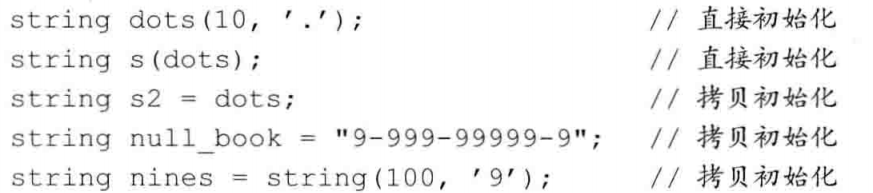 string dots(10, '.');                // 直接初始化
string s(dots);                      // 直接初始化
string s2 = dots;                    // 拷贝初始化
string null_book = "9-999-99999-9";  // 拷贝初始化
string nines = string(100, '9');     // 拷贝初始化